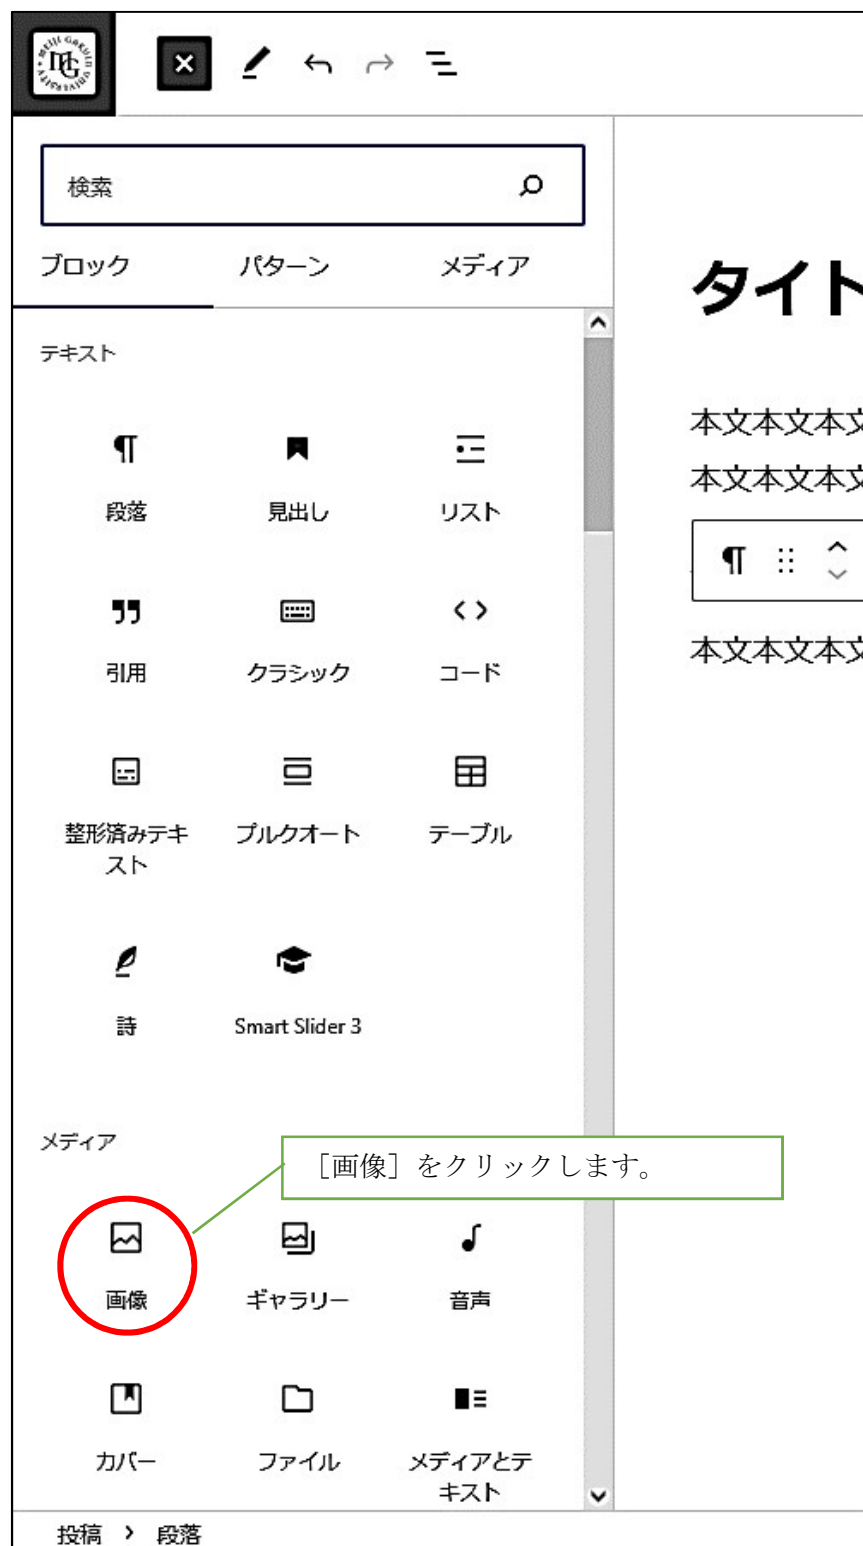 MEIJI GAKUIN UNIVERSITY
MG
検索
ブロック パターン メディア
タイト
テキスト
本文本文本文
本文本文本文
段落 見出し リスト
本文本文本文
引用 クラシック コード
整形済みテキ
スト
プルクオート テーブル
詩 Smart Slider 3
メディア
［画像］をクリックします。
画像 ギャラリー 音声
カバー ファイル メディアとテ
キスト
投稿 › 段落